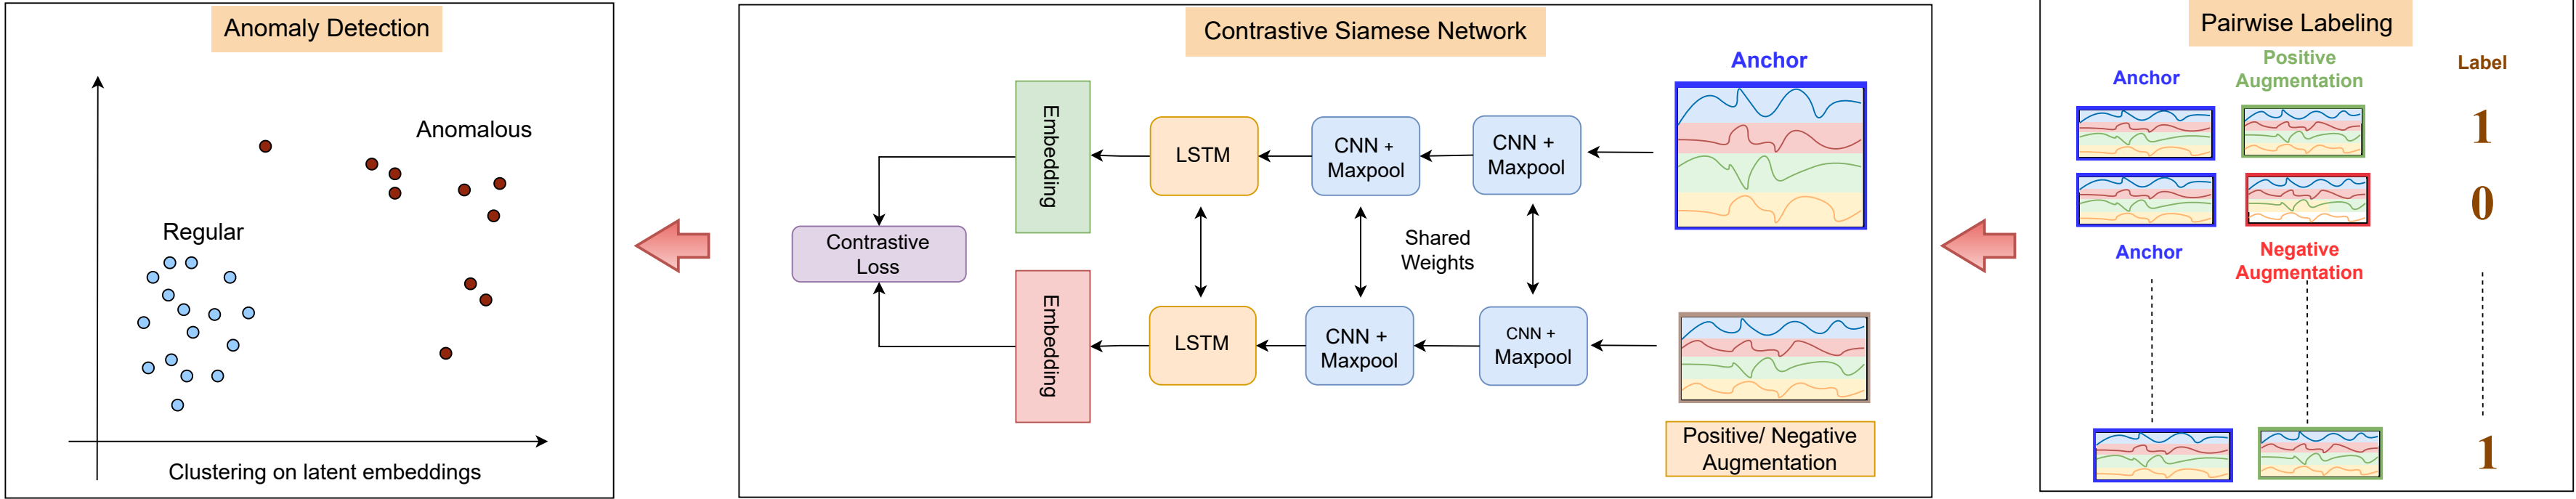 Anomaly Detection
Anomalous
Regular
Clustering on latent embeddings
Contrastive Siamese Network
Anchor
Embedding
LSTM
CNN +
Maxpool
CNN +
Maxpool
Contrastive
Loss
Shared
Weights
Embedding
LSTM
CNN +
Maxpool
CNN +
Maxpool
Positive/ Negative
Augmentation
Pairwise Labeling
Anchor
Positive
Augmentation
Label
1
0
Anchor
Negative
Augmentation
1